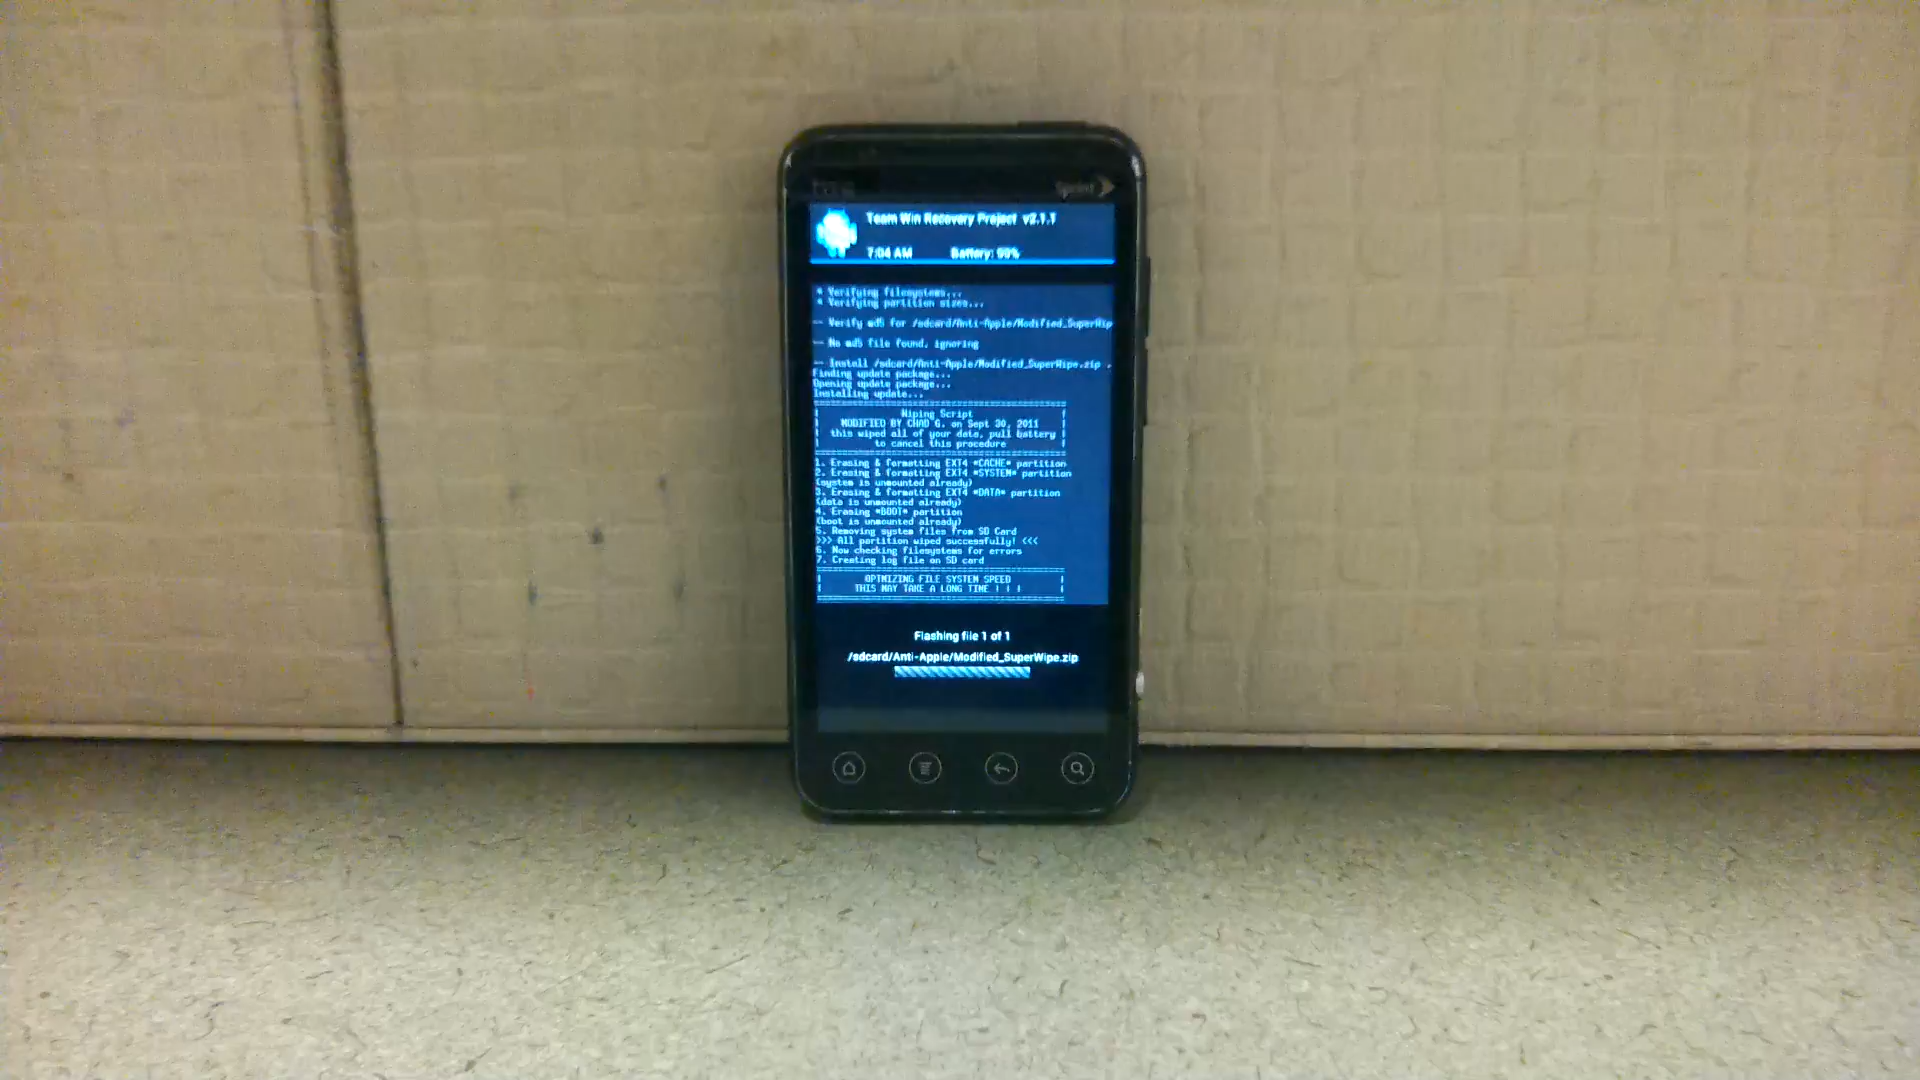 Sprint
Team Win Recovery Project v2.1.1
7:04 AM Battery: 99%
* Verifying filesystems...
* Verifying partition sizes...
-- Verify md5 for /sdcard/Anti-Apple/Modified_SuperWip
-- No md5 file found, ignoring
-- Install /sdcard/Anti-Apple/Modified_SuperWipe.zip .
Finding update package...
Opening update package...
Installing update...
Wiping Script
MODIFIED BY CHAD G. on Sept 30, 2011
this wiped all of your data, pull battery
to cancel this procedure
1. Erasing & formatting EXT4 *CACHE* partition
2. Erasing & formatting EXT4 *SYSTEM* partition
(system is unmounted already)
3. Erasing & formatting EXT4 *DATA* partition
(data is unmounted already)
4. Erasing *BOOT* partition
(boot is unmounted already)
5. Removing system files from SD Card
>>> All partition wiped successfully! <<<
6. Now checking filesystems for errors
7. Creating log file on SD card
OPTMIZING FILE SYSTEM SPEED
THIS MAY TAKE A LONG TIME ! ! !
Flashing file 1 of 1
/sdcard/Anti-Apple/Modified_SuperWipe.zip